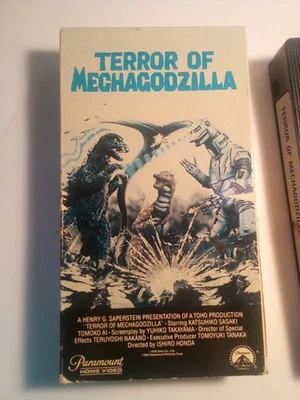 TERROR OF
MECHAGODZILLA
A HENRY G. SAPERSTEIN PRESENTATION OF A TOHO PRODUCTION
"TERROR OF MECHAGODZILLA" • Starring KATSUHIKO SASAKI
TOMOKO AI • Screenplay by YUHIKO TAKAYAMA • Director of Special
Effects TERUYOSHI NAKANO • Executive Producer TOMOYUKI TANAKA
Directed by ISHIRO HONDA
Paramount
HOME VIDEO
TERROR OF MECHAGODZILLA